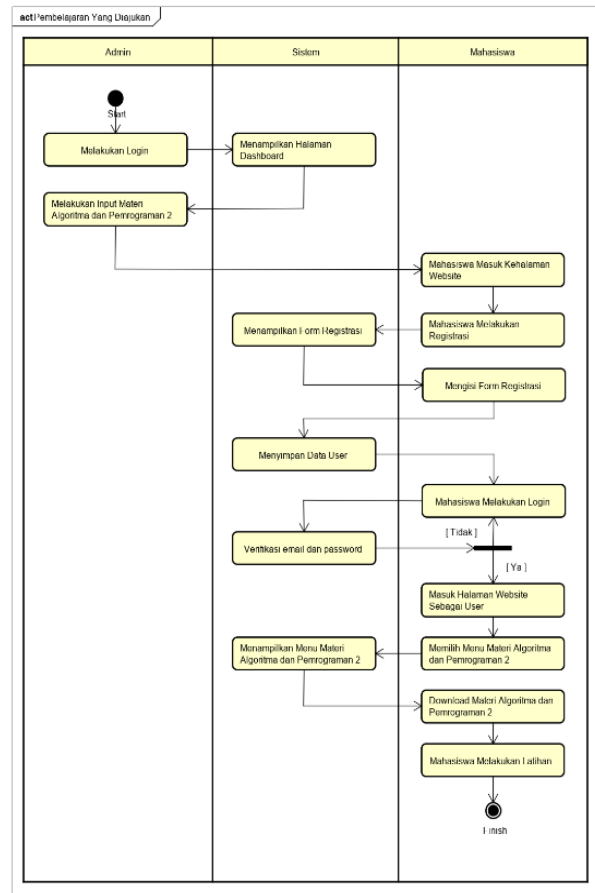 act Pembelajaran Yang Diajukan
Admin
Sistem
Mahasiswa
Start
Melakukan Login
Menampilkan Halaman
Dashboard
Melakukan Input Materi
Algoritma dan Pemrograman 2
Mahasiswa Masuk Kehalaman
Website
Menampilkan Form Registrasi
Mahasiswa Melakukan
Registrasi
Mengisi Form Registrasi
Menyimpan Data User
Mahasiswa Melakukan Login
[ Tidak ]
Verifikasi email dan password
[ Ya ]
Masuk Halaman Website
Sebagai User
Menampilkan Menu Materi
Algoritma dan Pemrograman 2
Memilih Menu Materi Algoritma
dan Pemrograman 2
Download Materi Algoritma dan
Pemrograman 2
Mahasiswa Melakukan Latihan
Finish